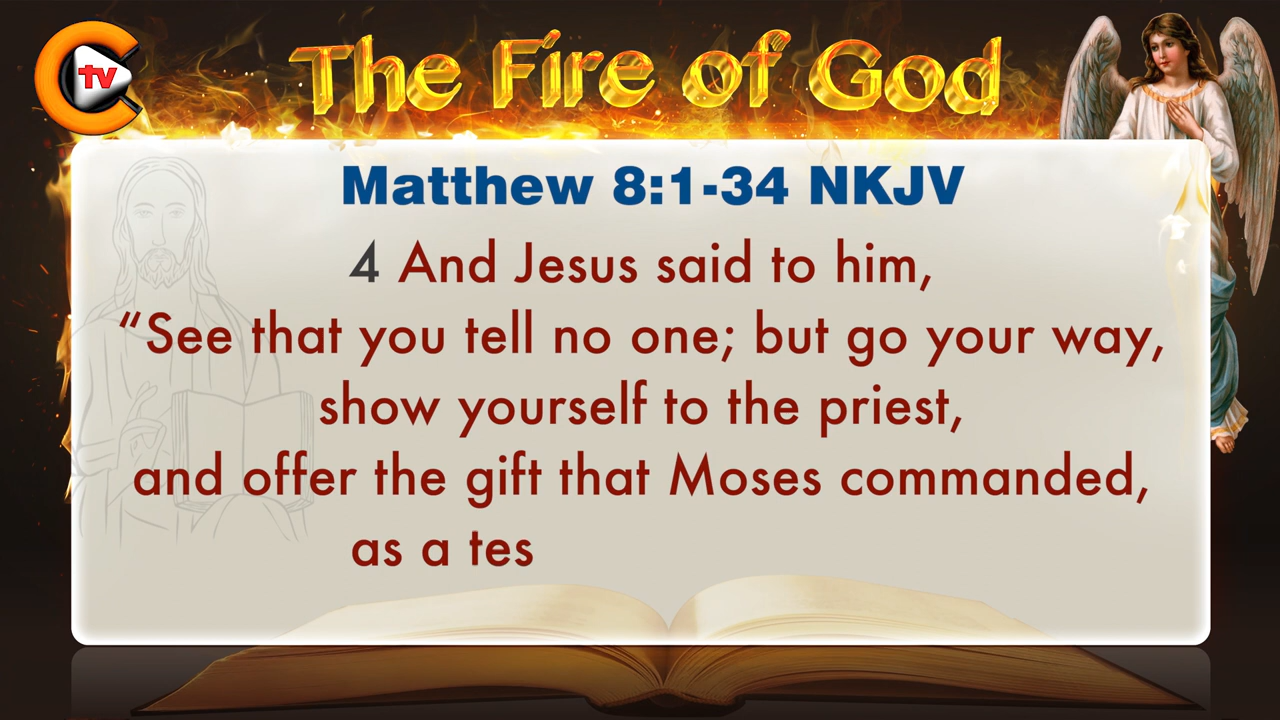 C tv
The Fire of God
Matthew 8:1-34 NKJV
4 And Jesus said to him,
“See that you tell no one; but go your way,
show yourself to the priest,
and offer the gift that Moses commanded,
as a tes